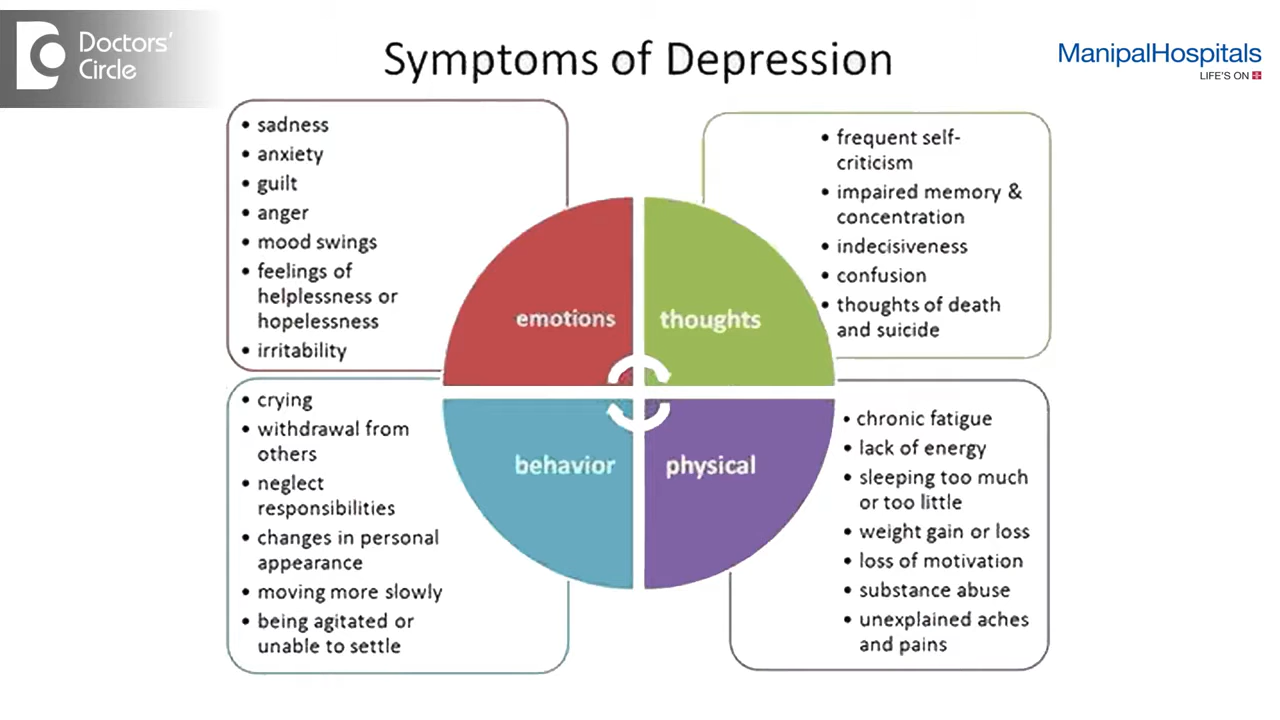 Doctors'
Circle
Symptoms of Depression
ManipalHospitals
LIFE'S ON
• sadness
• anxiety
• guilt
• anger
• mood swings
• feelings of
helplessness or
hopelessness
• irritability
emotions
• frequent self-
criticism
• impaired memory &
concentration
• indecisiveness
• confusion
• thoughts of death
and suicide
thoughts
• crying
• withdrawal from
others
• neglect
responsibilities
• changes in personal
appearance
• moving more slowly
• being agitated or
unable to settle
behavior
• chronic fatigue
• lack of energy
• sleeping too much
or too little
• weight gain or loss
• loss of motivation
• substance abuse
• unexplained aches
and pains
physical